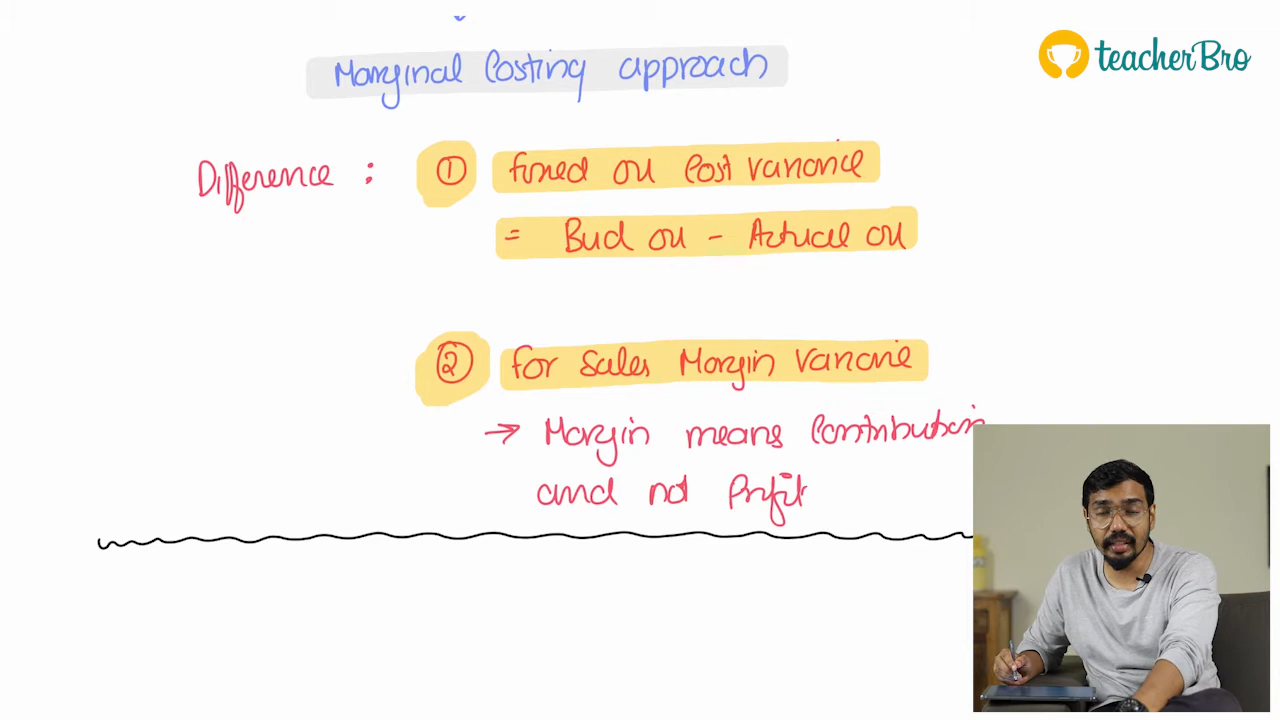 teacherBro
Marginal Costing approach
Difference : ① fixed OH Cost variance
= Bud OH - Actual OH
② for Sales Margin Variance
→ Margin means Contribution
and not Profit